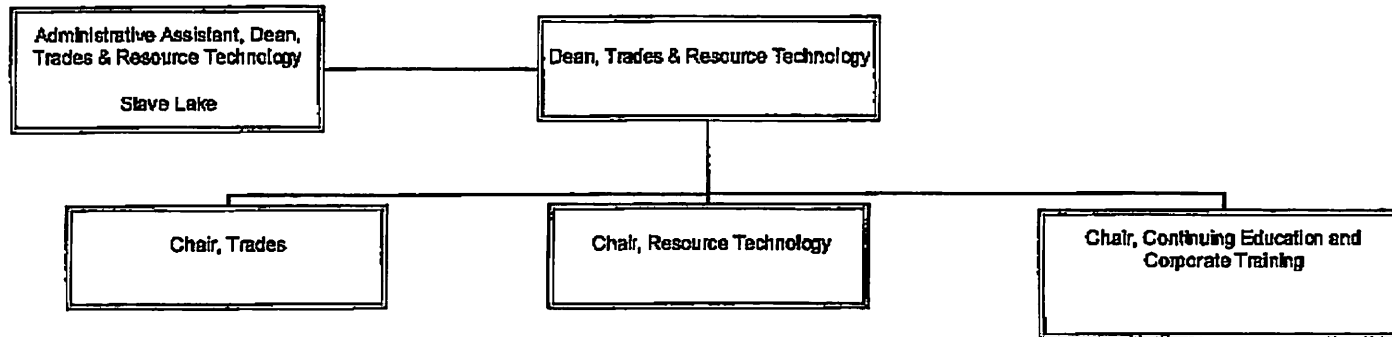 Administrative Assistant, Dean,
Trades & Resource Technology
Slave Lake
Dean, Trades & Resource Technology
Chair, Trades
Chair, Resource Technology
Chair, Continuing Education and
Corporate Training